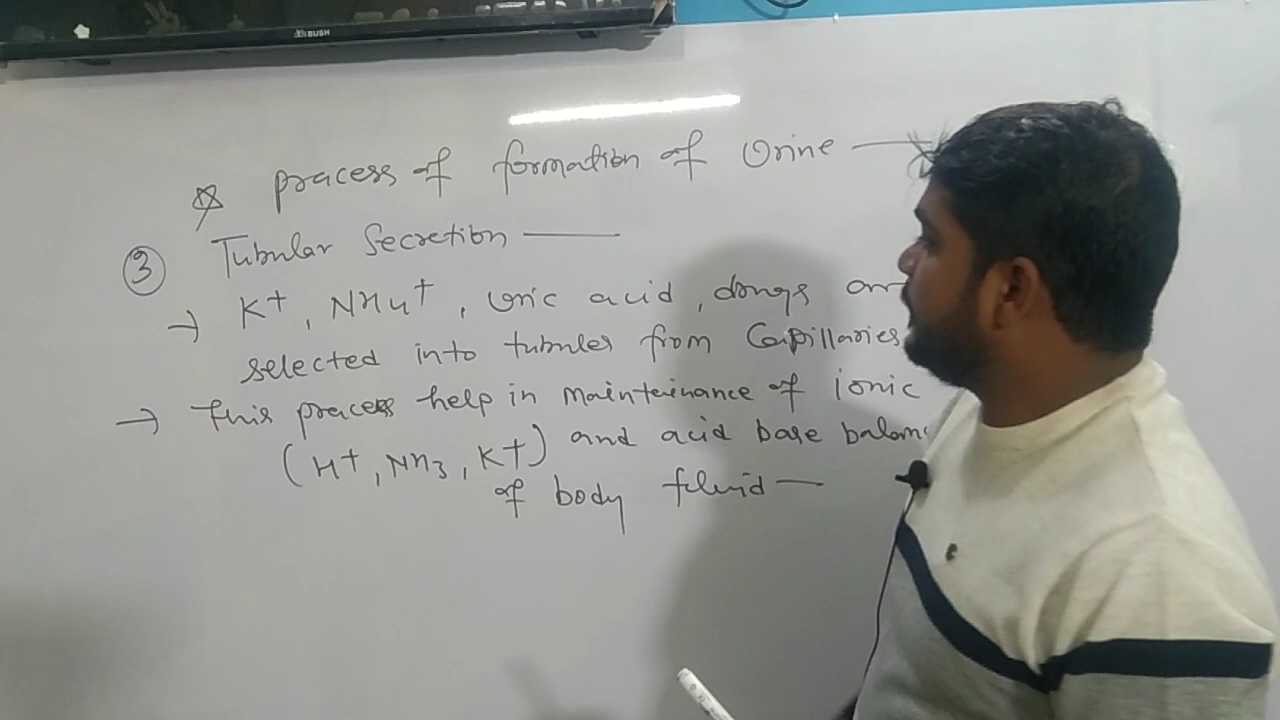 BUSH
process of formation of Urine
③ Tubular Secretion
→ K+, NH4+, Uric acid, drugs are
selected into tubules from Capillaries
→ This process help in Mainteinance of ionic
(H+, NH3, K+) and acid base balan
of body fluid